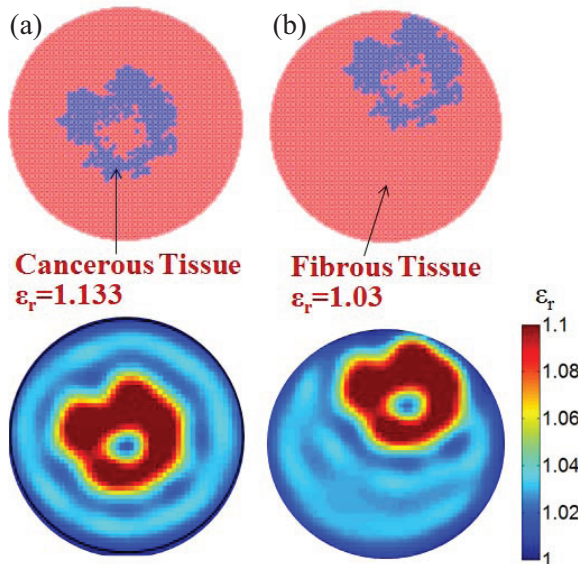 (a)
(b)
Cancerous Tissue
εr=1.133
Fibrous Tissue
εr=1.03
εr
1.1
1.08
1.06
1.04
1.02
1